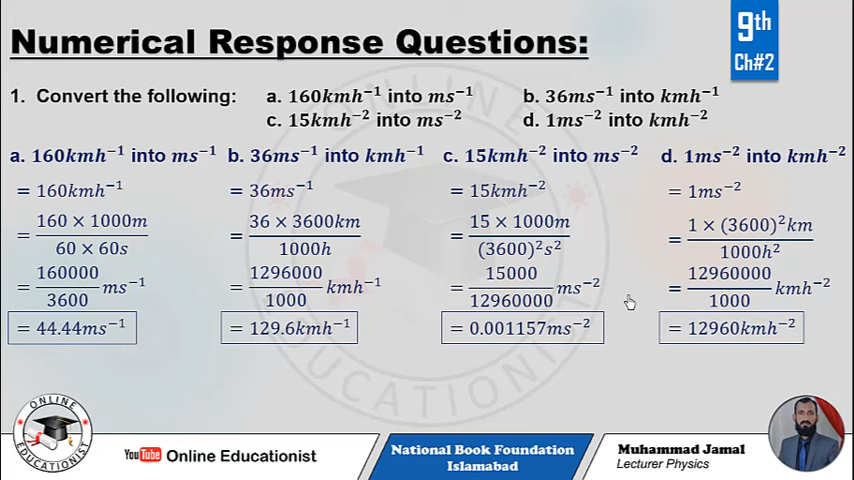 Numerical Response Questions:
9th
Ch#2
1. Convert the following: a. 160kmh⁻¹ into ms⁻¹ b. 36ms⁻¹ into kmh⁻¹
c. 15kmh⁻² into ms⁻² d. 1ms⁻² into kmh⁻²
a. 160kmh⁻¹ into ms⁻¹
= 160kmh⁻¹
= 160 × 1000m / 60 × 60s
= 160000 / 3600 ms⁻¹
= 44.44ms⁻¹
b. 36ms⁻¹ into kmh⁻¹
= 36ms⁻¹
= 36 × 3600km / 1000h
= 1296000 / 1000 kmh⁻¹
= 129.6kmh⁻¹
c. 15kmh⁻² into ms⁻²
= 15kmh⁻²
= 15 × 1000m / (3600)²s²
= 15000 / 12960000 ms⁻²
= 0.001157ms⁻²
d. 1ms⁻² into kmh⁻²
= 1ms⁻²
= 1 × (3600)²km / 1000h²
= 12960000 / 1000 kmh⁻²
= 12960kmh⁻²
ONLINE
EDUCATIONIST
ONLINE
EDUCATIONIST
YouTube Online Educationist
National Book Foundation
Islamabad
Muhammad Jamal
Lecturer Physics